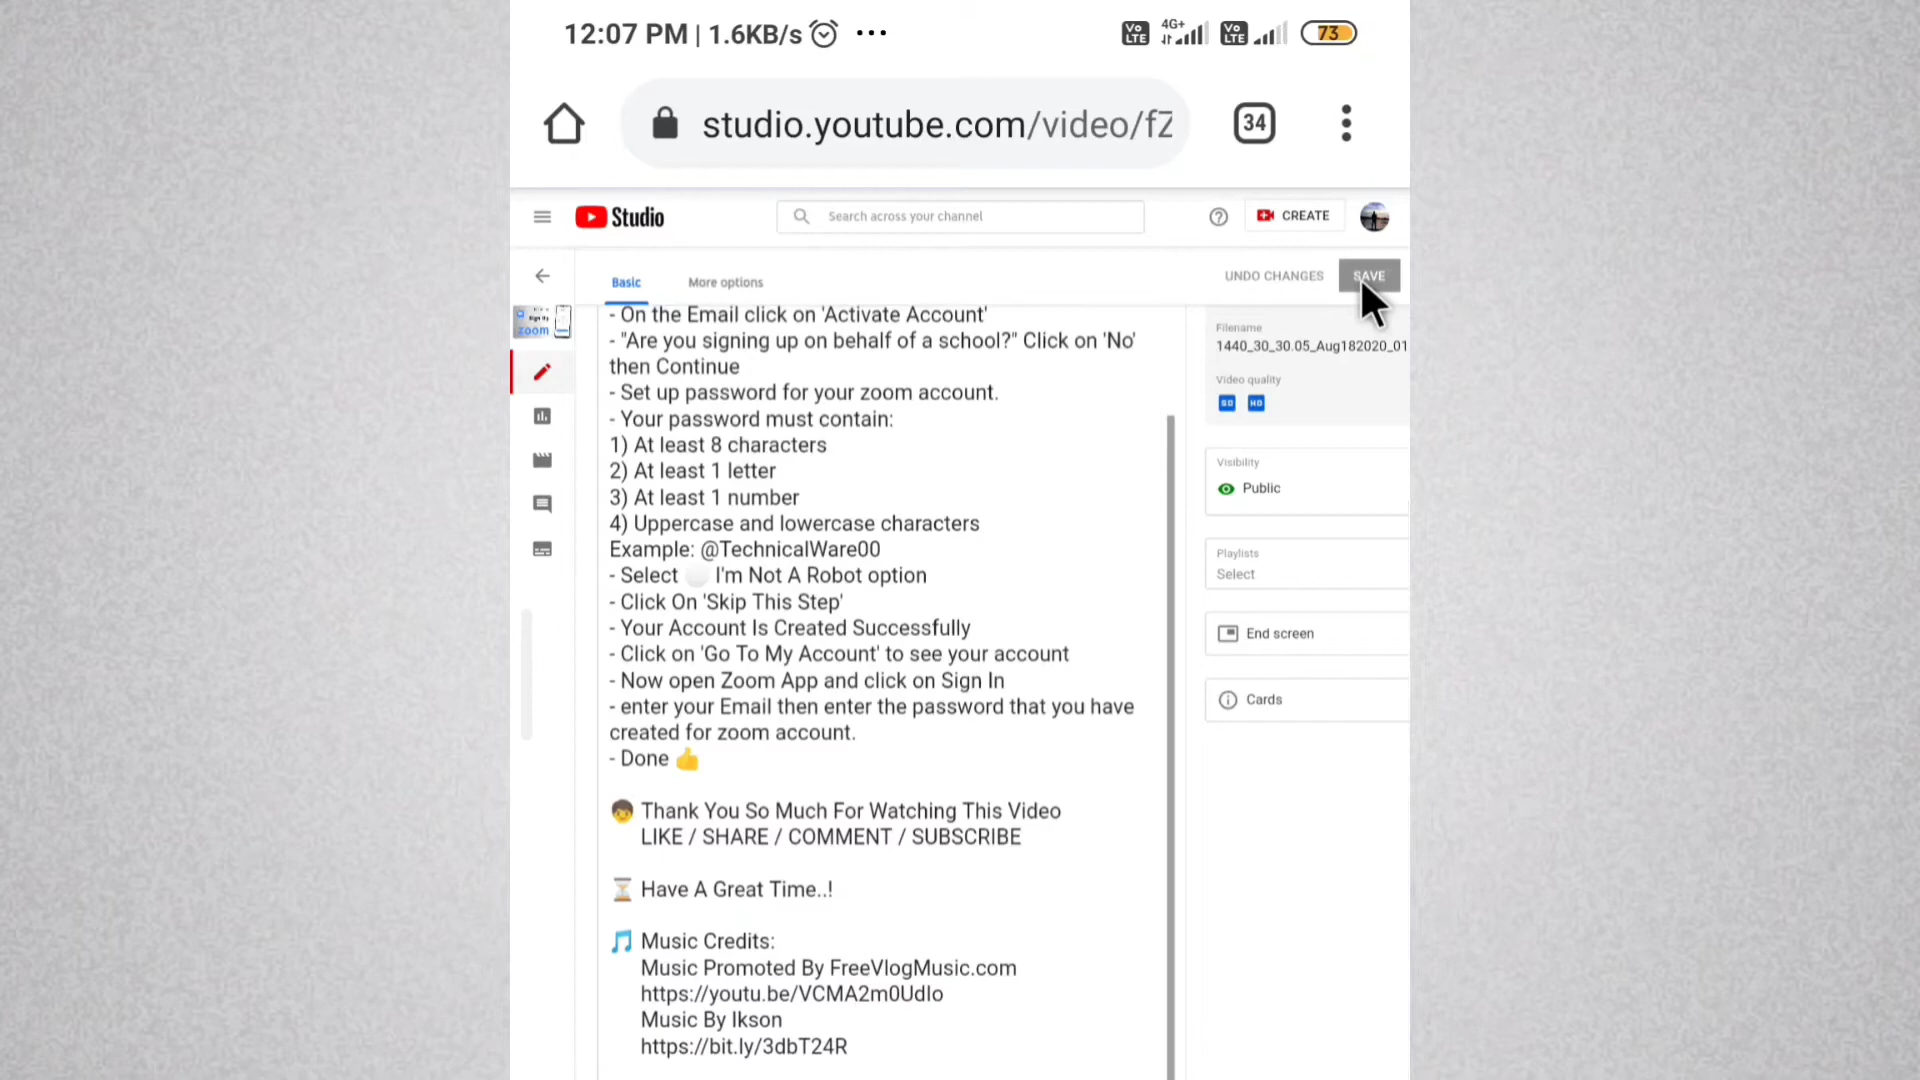 12:07 PM | 1.6KB/s ... Vo LTE 4G+ Vo LTE 73
studio.youtube.com/video/fZ 34
Studio Search across your channel CREATE
Basic More options UNDO CHANGES SAVE
- On the Email click on 'Activate Account'
- "Are you signing up on behalf of a school?" Click on 'No'
then Continue
- Set up password for your zoom account.
- Your password must contain:
1) At least 8 characters
2) At least 1 letter
3) At least 1 number
4) Uppercase and lowercase characters
Example: @TechnicalWare00
- Select ⚪ I'm Not A Robot option
- Click On 'Skip This Step'
- Your Account Is Created Successfully
- Click on 'Go To My Account' to see your account
- Now open Zoom App and click on Sign In
- enter your Email then enter the password that you have
created for zoom account.
- Done 👍
👦 Thank You So Much For Watching This Video
LIKE / SHARE / COMMENT / SUBSCRIBE
⏳ Have A Great Time..!
🎵 Music Credits:
Music Promoted By FreeVlogMusic.com
https://youtu.be/VCMA2m0UdIo
Music By Ikson
https://bit.ly/3dbT24R
zoom
Filename
1440_30_30.05_Aug182020_01
Video quality
SD HD
Visibility
Public
Playlists
Select
End screen
Cards